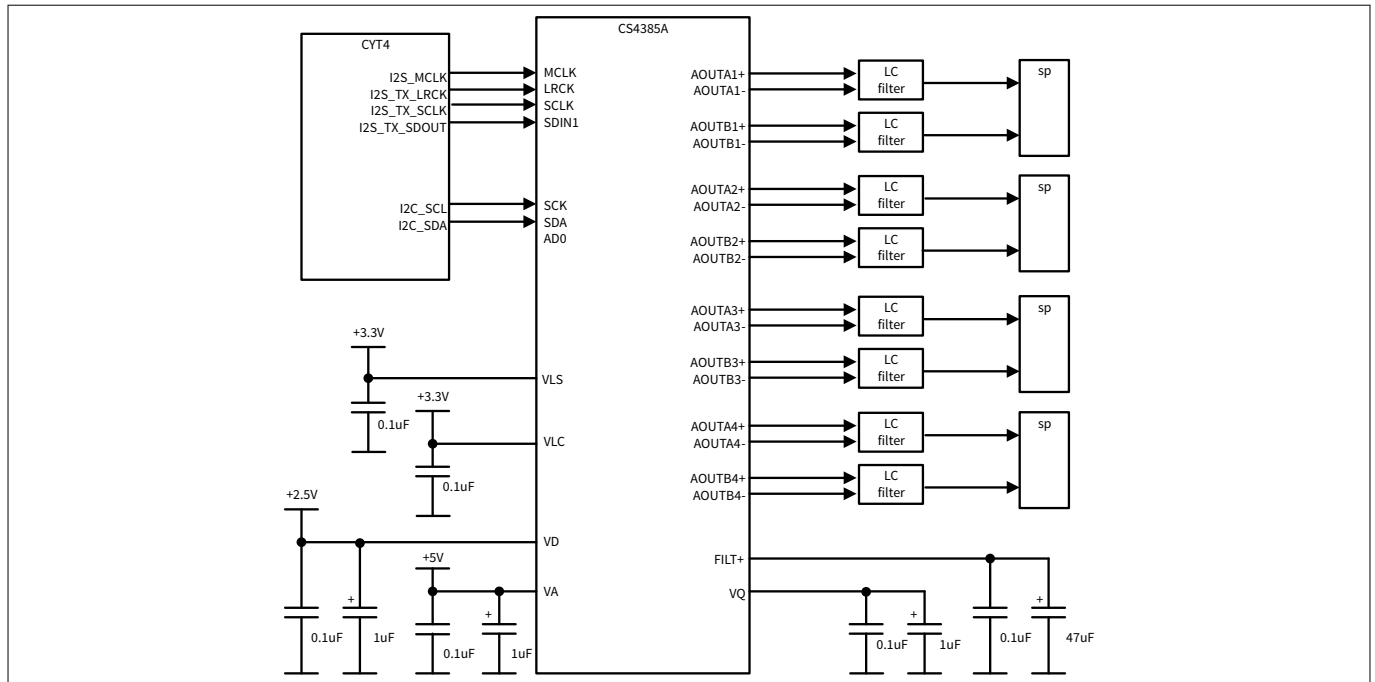 CS4385A
CYT4
I2S_MCLK
I2S_TX_LRCK
I2S_TX_SCLK
I2S_TX_SDOUT
I2C_SCL
I2C_SDA
MCLK
LRCK
SCLK
SDIN1
SCK
SDA
AD0
VLS
VLC
VD
VA
AOUTA1+
AOUTA1-
AOUTB1+
AOUTB1-
AOUTA2+
AOUTA2-
AOUTB2+
AOUTB2-
AOUTA3+
AOUTA3-
AOUTB3+
AOUTB3-
AOUTA4+
AOUTA4-
AOUTB4+
AOUTB4-
FILT+
VQ
LC
filter
LC
filter
sp
LC
filter
LC
filter
sp
LC
filter
LC
filter
sp
LC
filter
LC
filter
sp
+3.3V
0.1uF
+3.3V
0.1uF
+2.5V
0.1uF
+
1uF
+5V
0.1uF
+
1uF
0.1uF
+
1uF
0.1uF
+
47uF